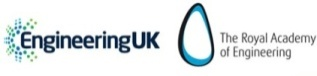 EngineeringUK
The Royal Academy
of Engineering